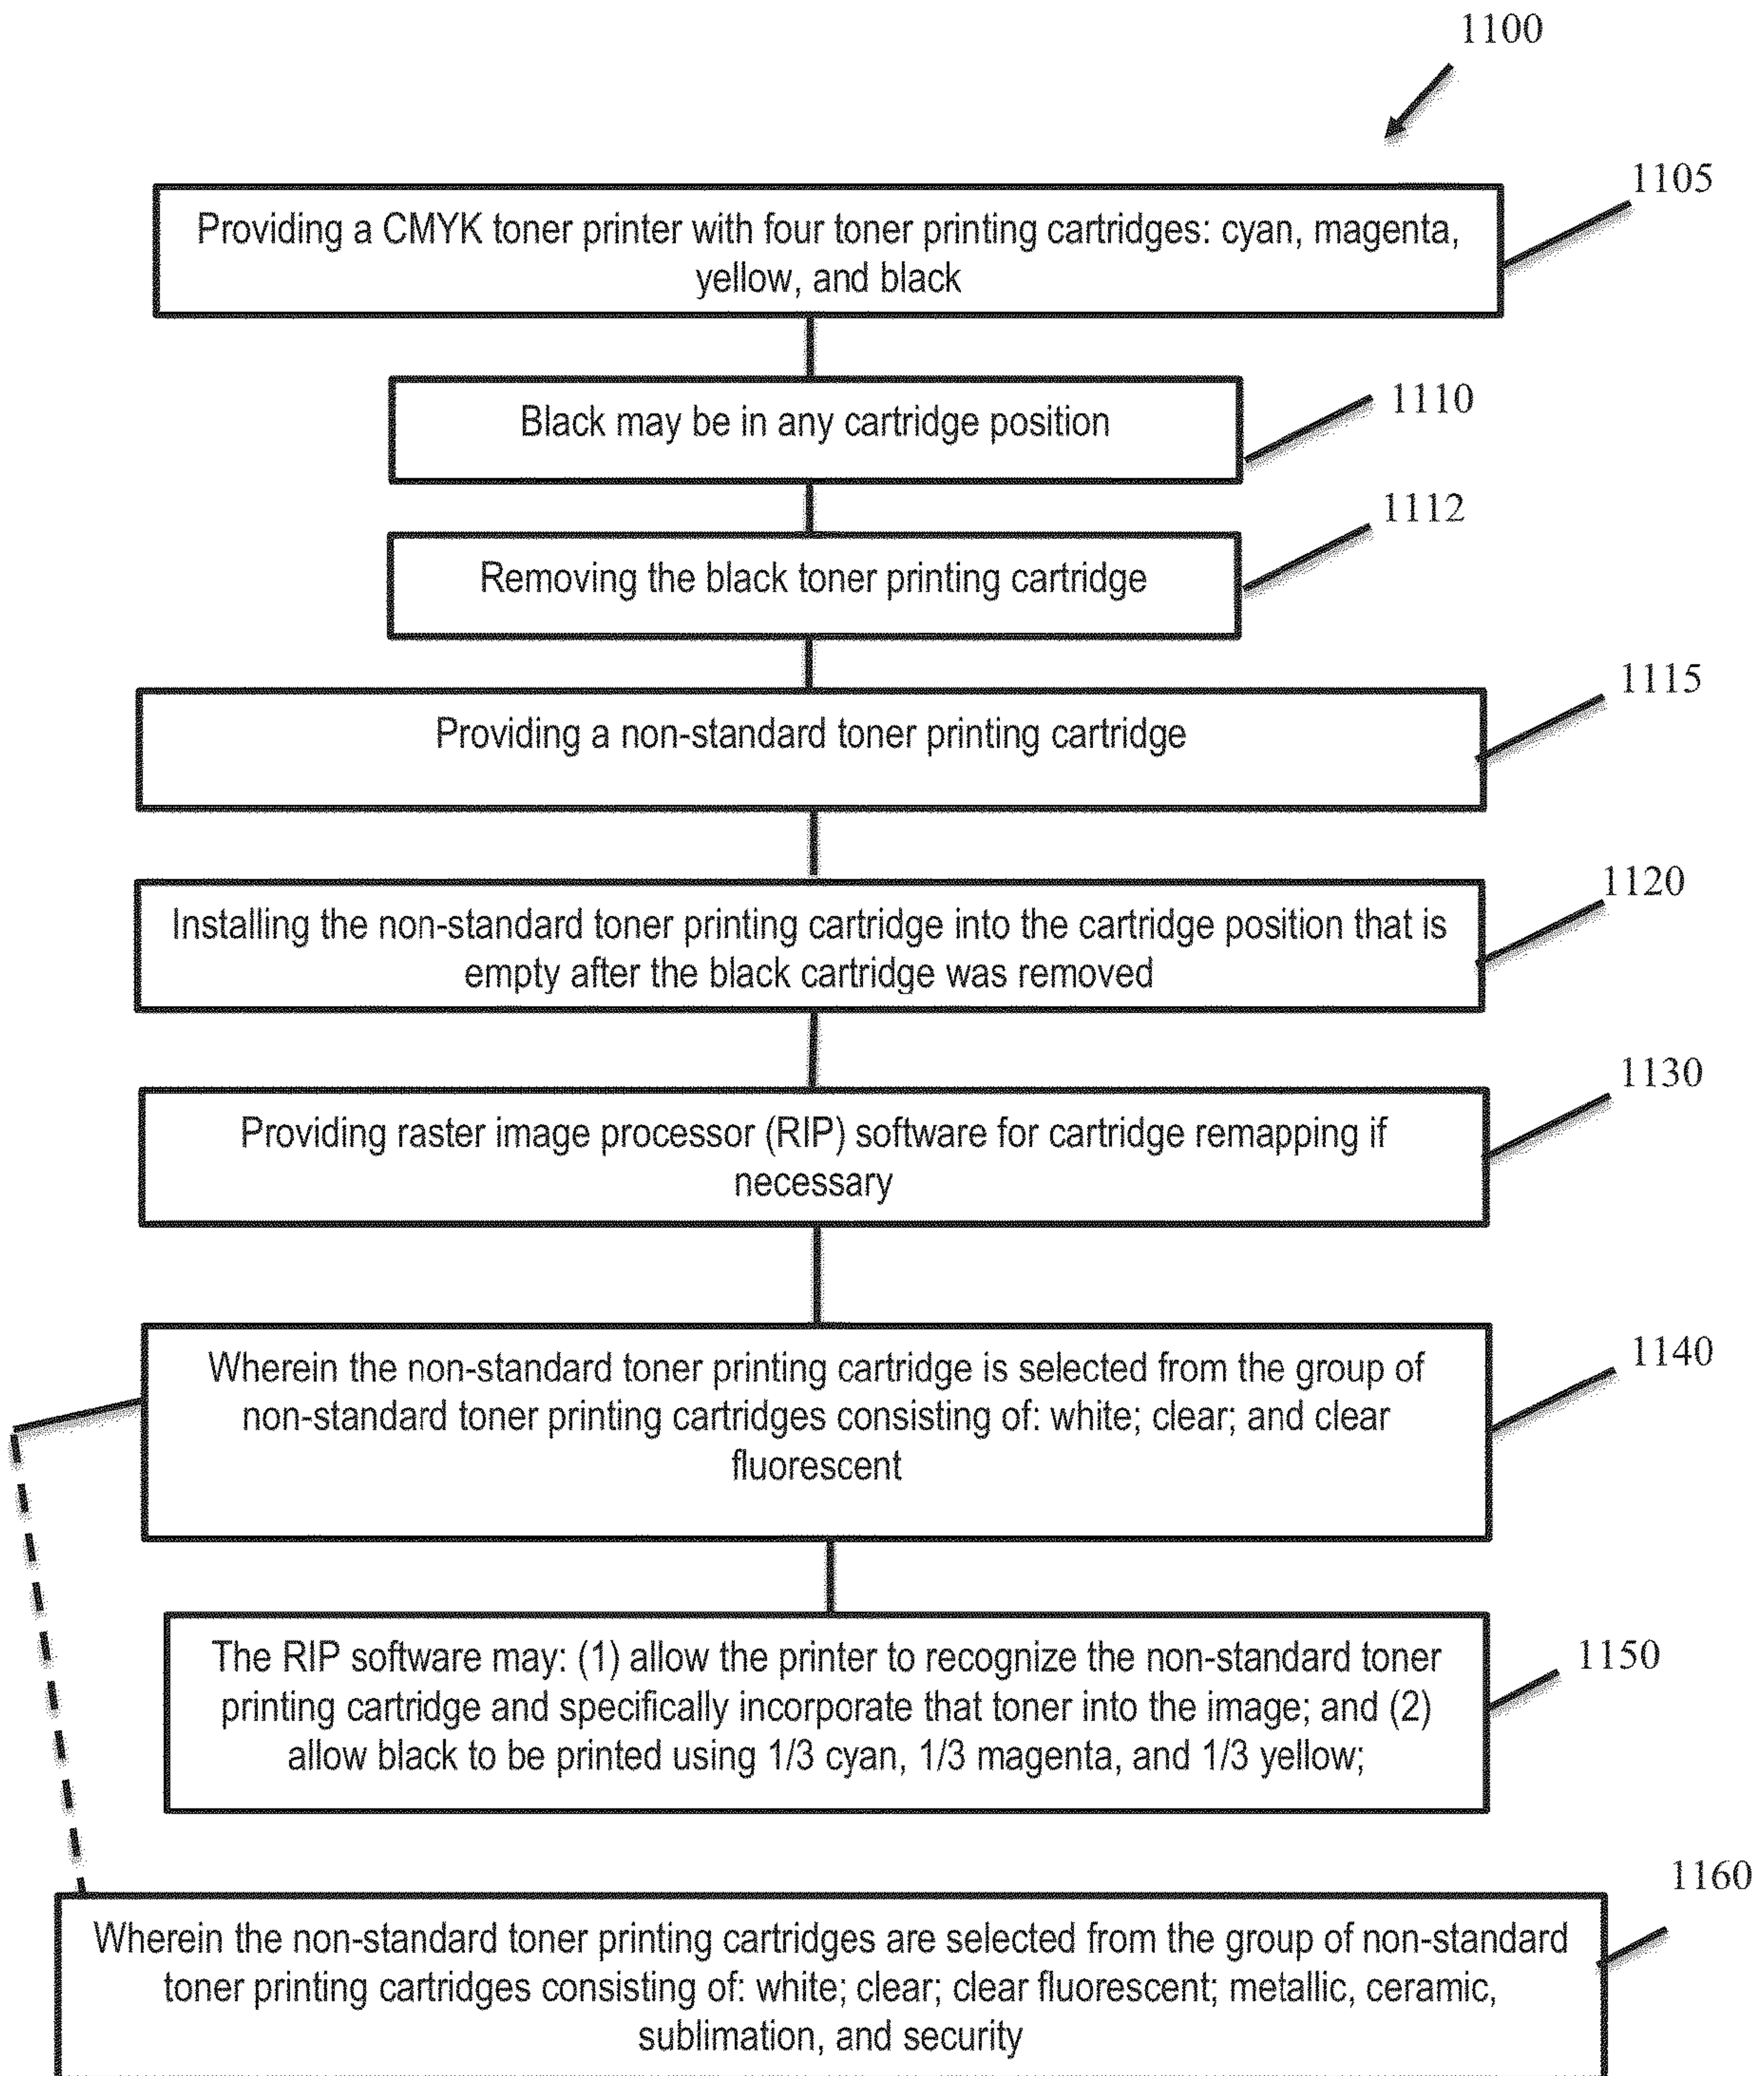 1100
1105
Providing a CMYK toner printer with four toner printing cartridges: cyan, magenta,
yellow, and black
1110
Black may be in any cartridge position
1112
Removing the black toner printing cartridge
1115
Providing a non-standard toner printing cartridge
1120
Installing the non-standard toner printing cartridge into the cartridge position that is
empty after the black cartridge was removed
1130
Providing raster image processor (RIP) software for cartridge remapping if
necessary
1140
Wherein the non-standard toner printing cartridge is selected from the group of
non-standard toner printing cartridges consisting of: white; clear; and clear
fluorescent
1150
The RIP software may: (1) allow the printer to recognize the non-standard toner
printing cartridge and specifically incorporate that toner into the image; and (2)
allow black to be printed using 1/3 cyan, 1/3 magenta, and 1/3 yellow;
1160
Wherein the non-standard toner printing cartridges are selected from the group of non-standard
toner printing cartridges consisting of: white; clear; clear fluorescent; metallic, ceramic,
sublimation, and security